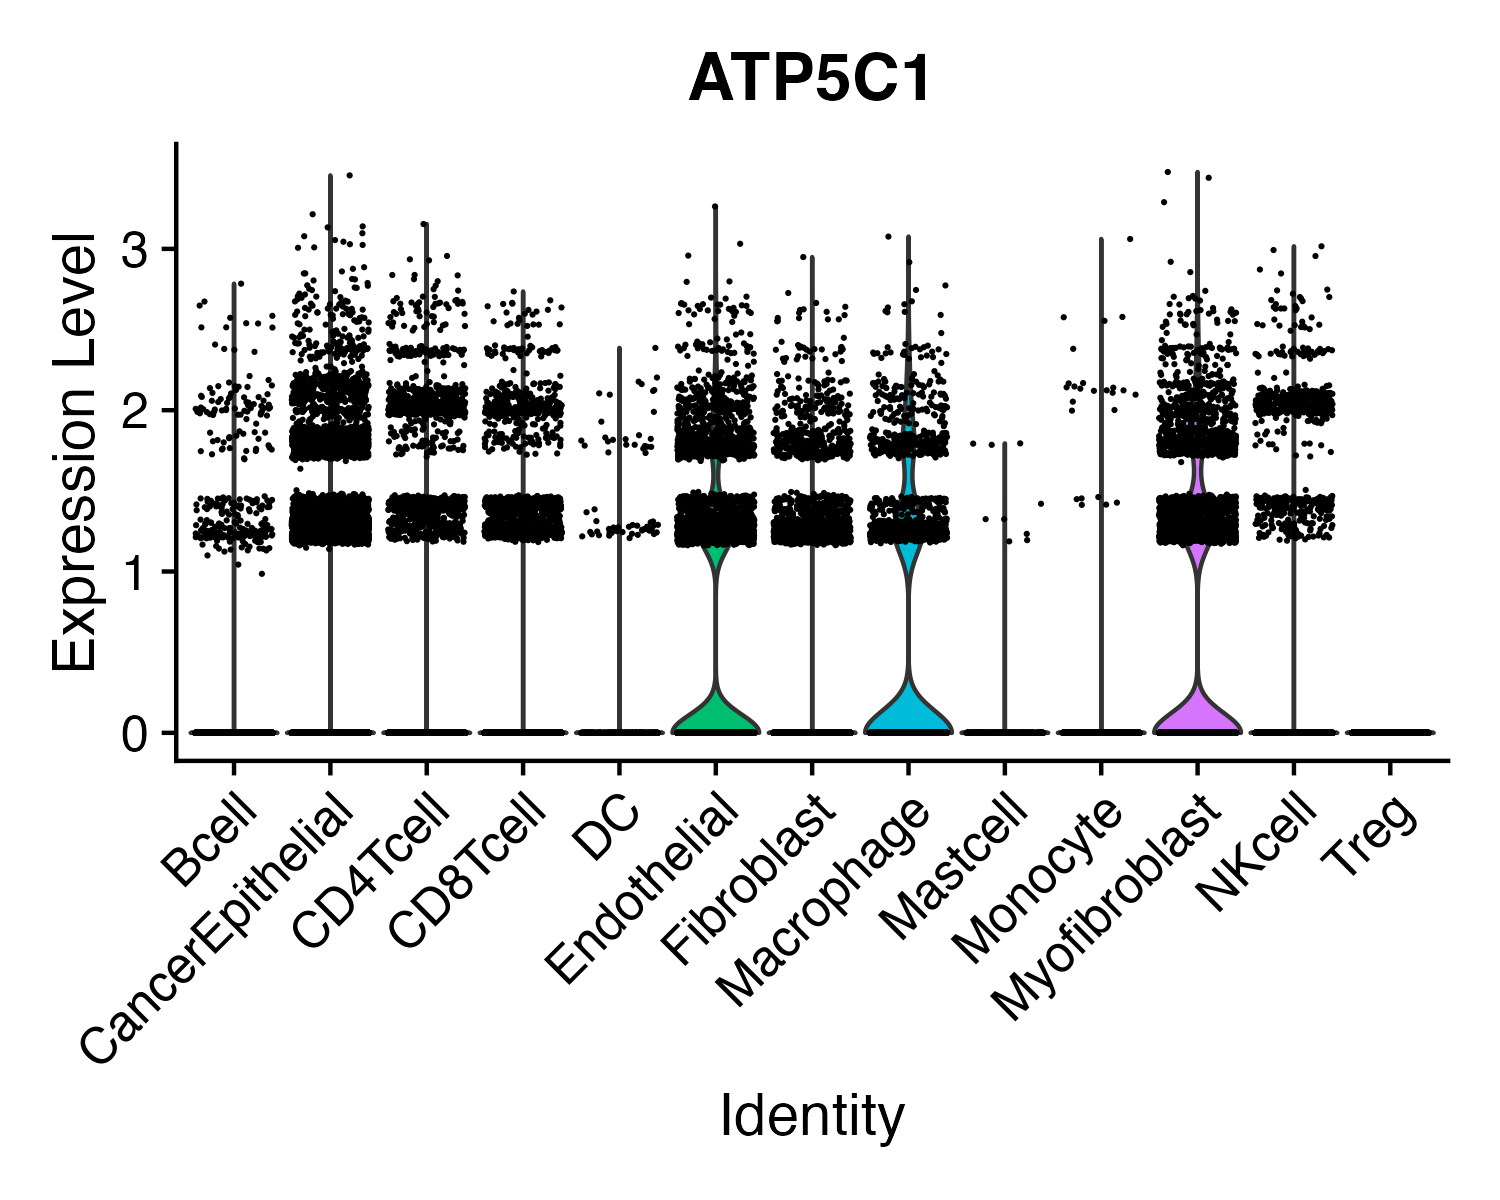 ATP5C1
Expression Level
3
2
1
0
Bcell
CancerEpithelial
CD4Tcell
CD8Tcell
DC
Endothelial
Fibroblast
Macrophage
Mastcell
Monocyte
Myofibroblast
NKcell
Treg
Identity